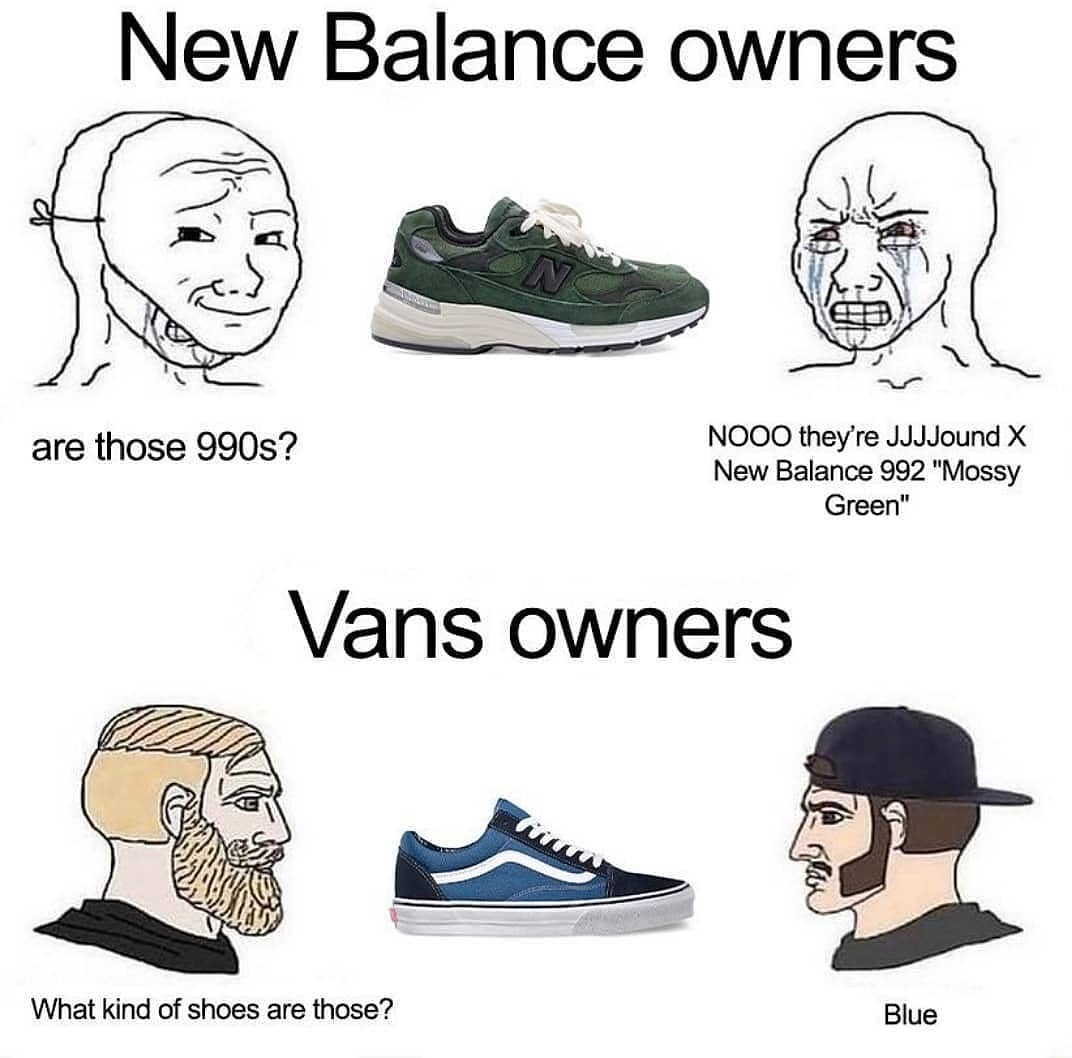 New Balance owners
N
are those 990s?
NOOO they're JJJJound X
New Balance 992 "Mossy
Green"
Vans owners
What kind of shoes are those?
Blue